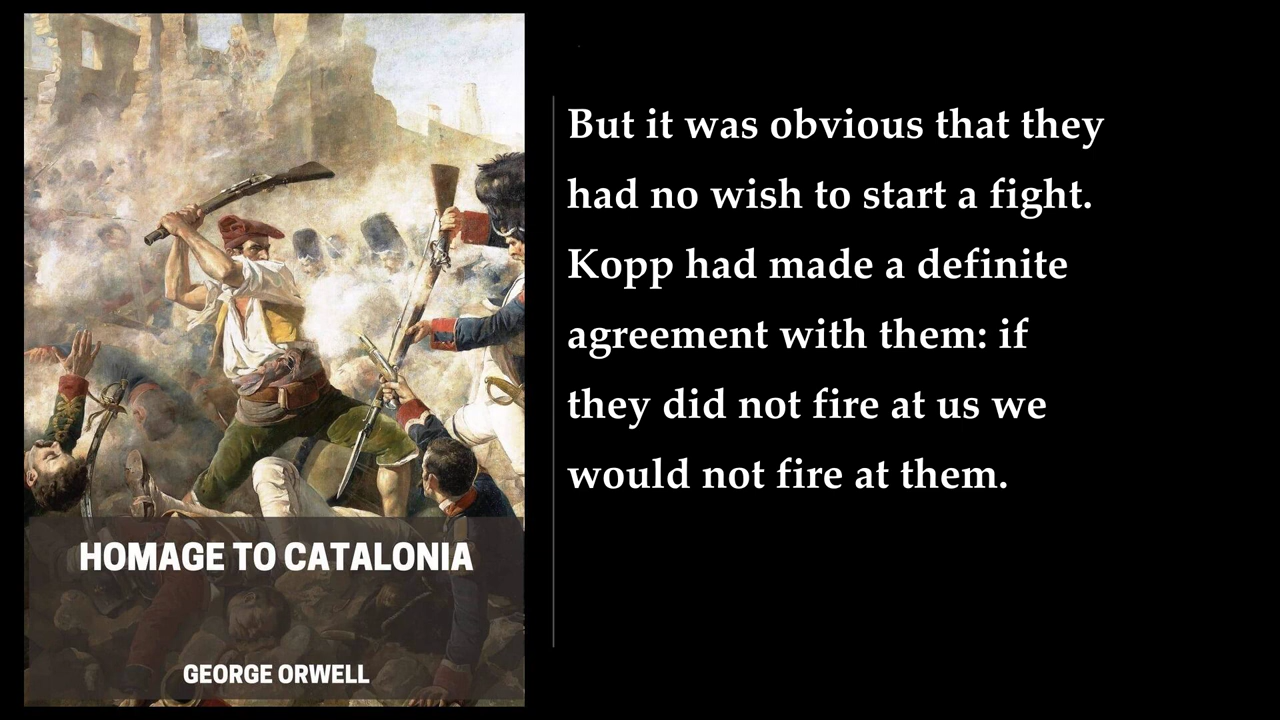 But it was obvious that they
had no wish to start a fight.
Kopp had made a definite
agreement with them: if
they did not fire at us we
would not fire at them.
HOMAGE TO CATALONIA
GEORGE ORWELL